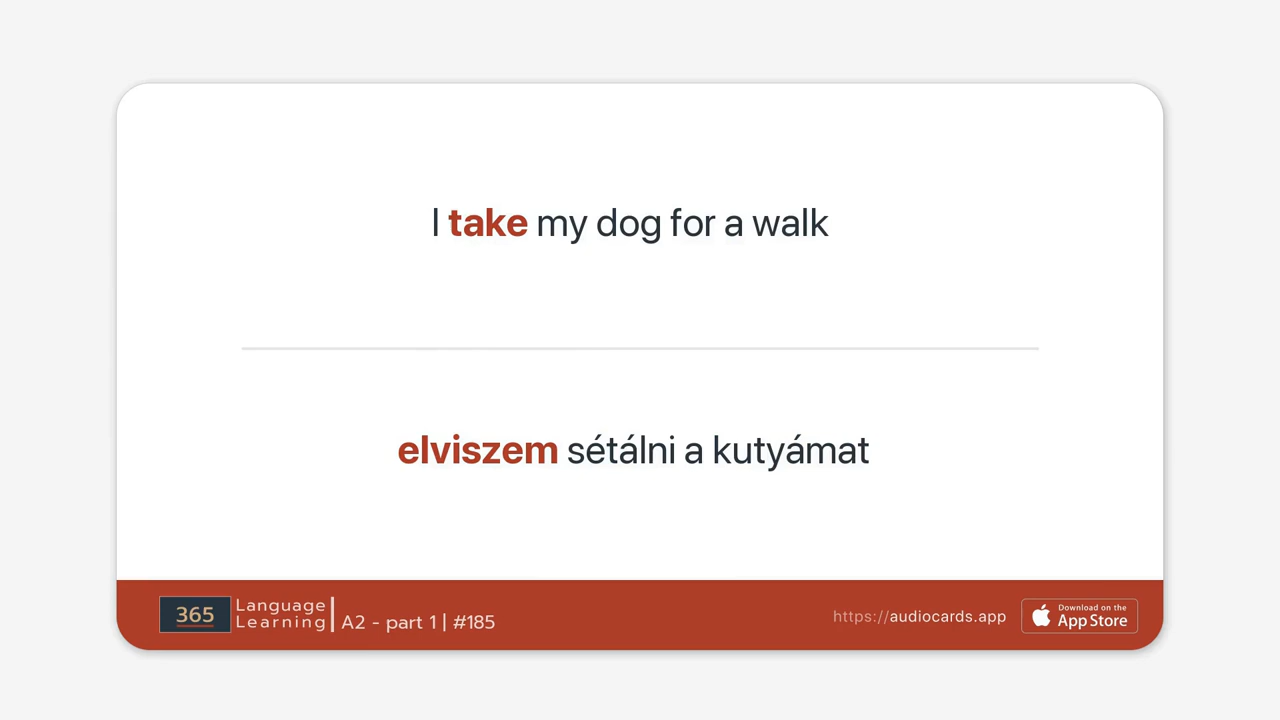 I take my dog for a walk
elviszem sétálni a kutyámat
365 Language Learning | A2 - part 1 | #185
https://audiocards.app
Download on the
App Store